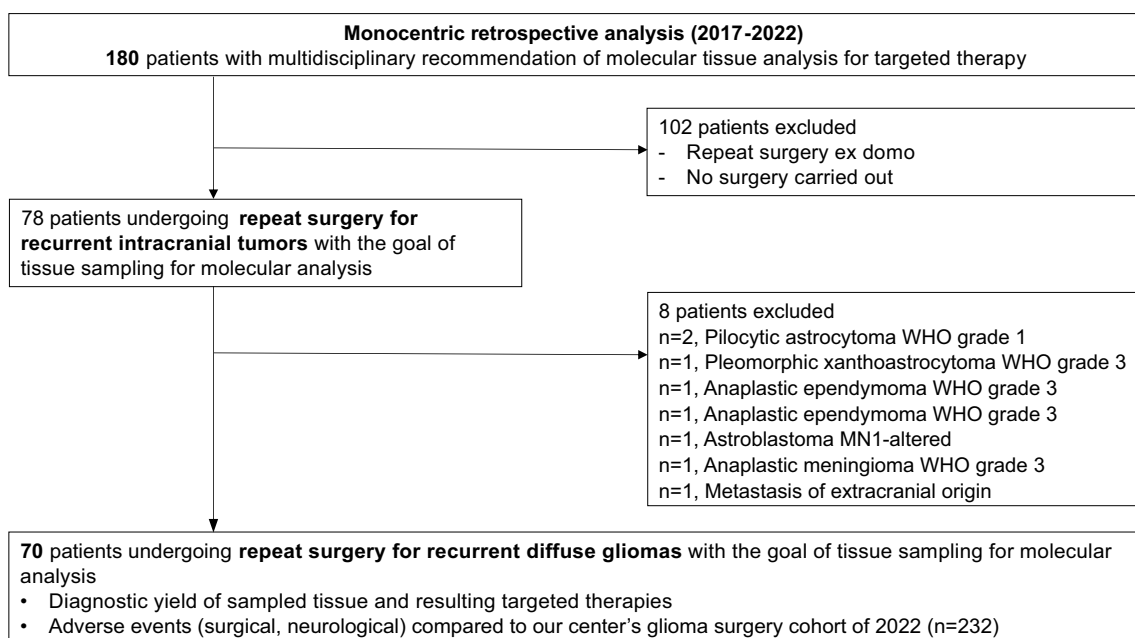 Monocentric retrospective analysis (2017-2022)
180 patients with multidisciplinary recommendation of molecular tissue analysis for targeted therapy
102 patients excluded
- Repeat surgery ex domo
- No surgery carried out
78 patients undergoing repeat surgery for
recurrent intracranial tumors with the goal of
tissue sampling for molecular analysis
8 patients excluded
n=2, Pilocytic astrocytoma WHO grade 1
n=1, Pleomorphic xanthoastrocytoma WHO grade 3
n=1, Anaplastic ependymoma WHO grade 3
n=1, Anaplastic ependymoma WHO grade 3
n=1, Astroblastoma MN1-altered
n=1, Anaplastic meningioma WHO grade 3
n=1, Metastasis of extracranial origin
70 patients undergoing repeat surgery for recurrent diffuse gliomas with the goal of tissue sampling for molecular
analysis
• Diagnostic yield of sampled tissue and resulting targeted therapies
• Adverse events (surgical, neurological) compared to our center's glioma surgery cohort of 2022 (n=232)